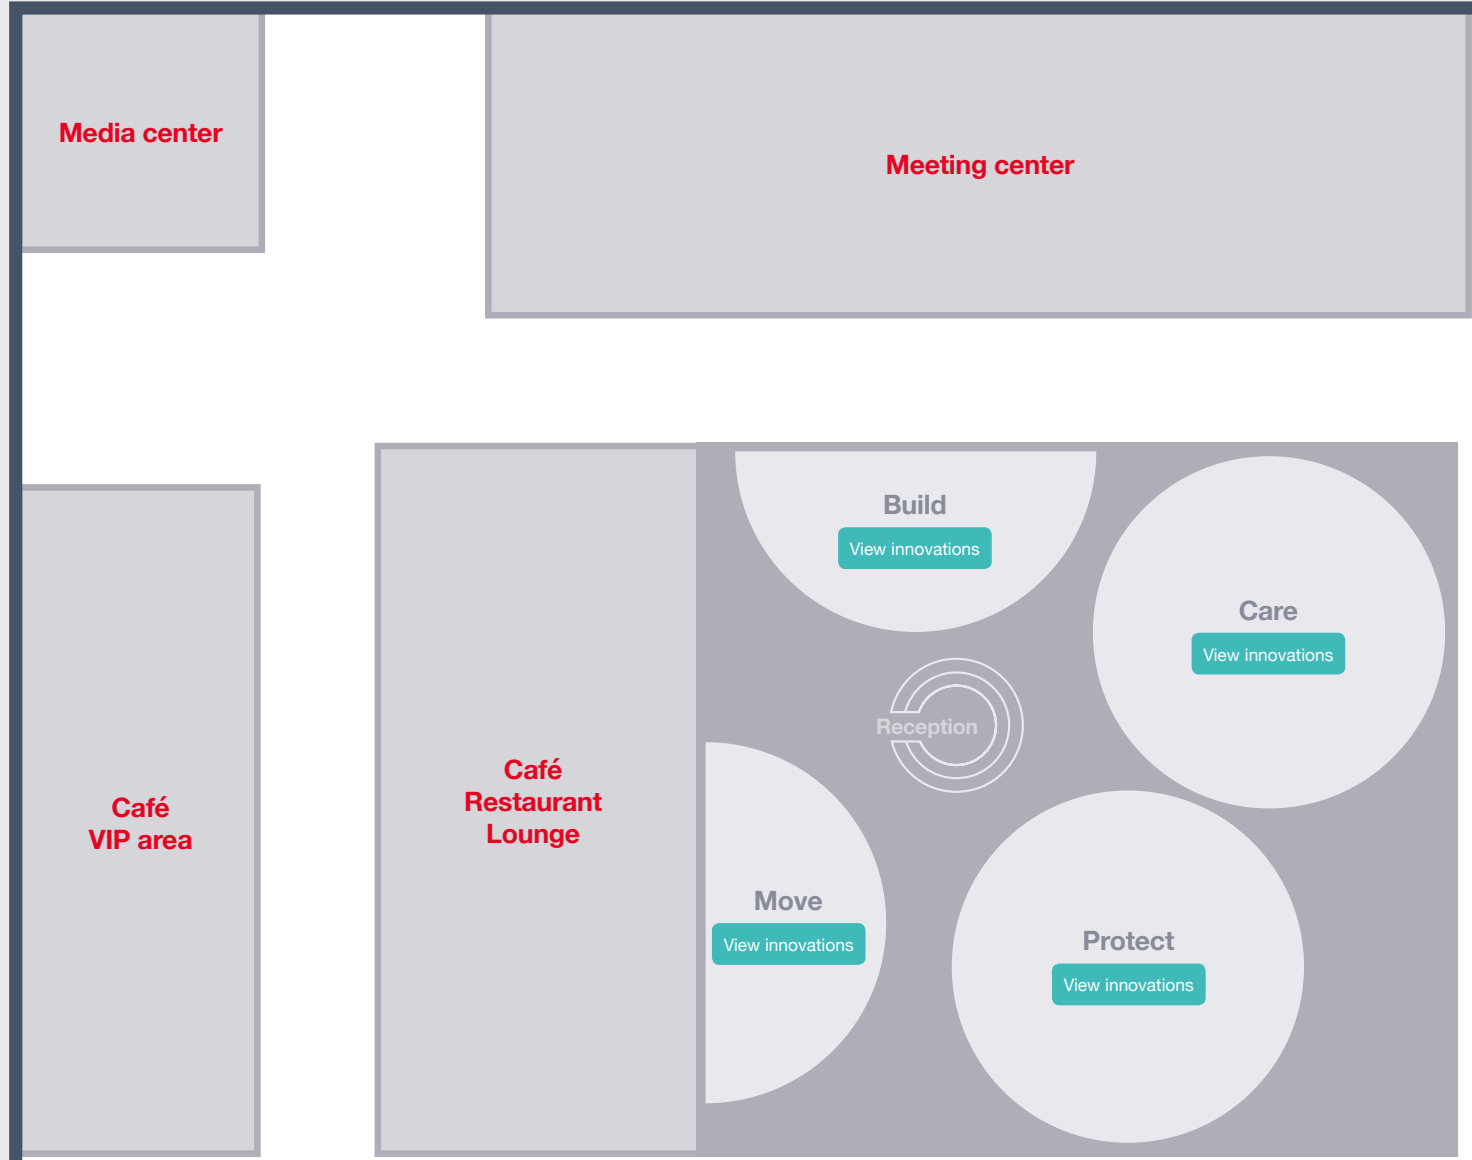 Media center
Meeting center
Build
View innovations
Care
View innovations
Reception
Café
Restaurant
Lounge
Café
VIP area
Move
View innovations
Protect
View innovations